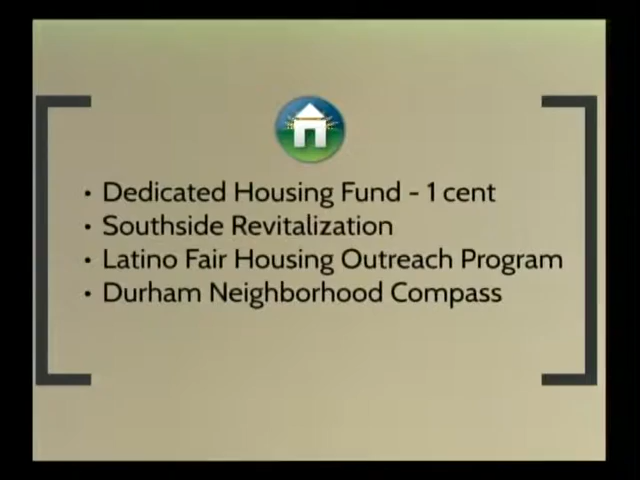 • Dedicated Housing Fund - 1 cent
• Southside Revitalization
• Latino Fair Housing Outreach Program
• Durham Neighborhood Compass